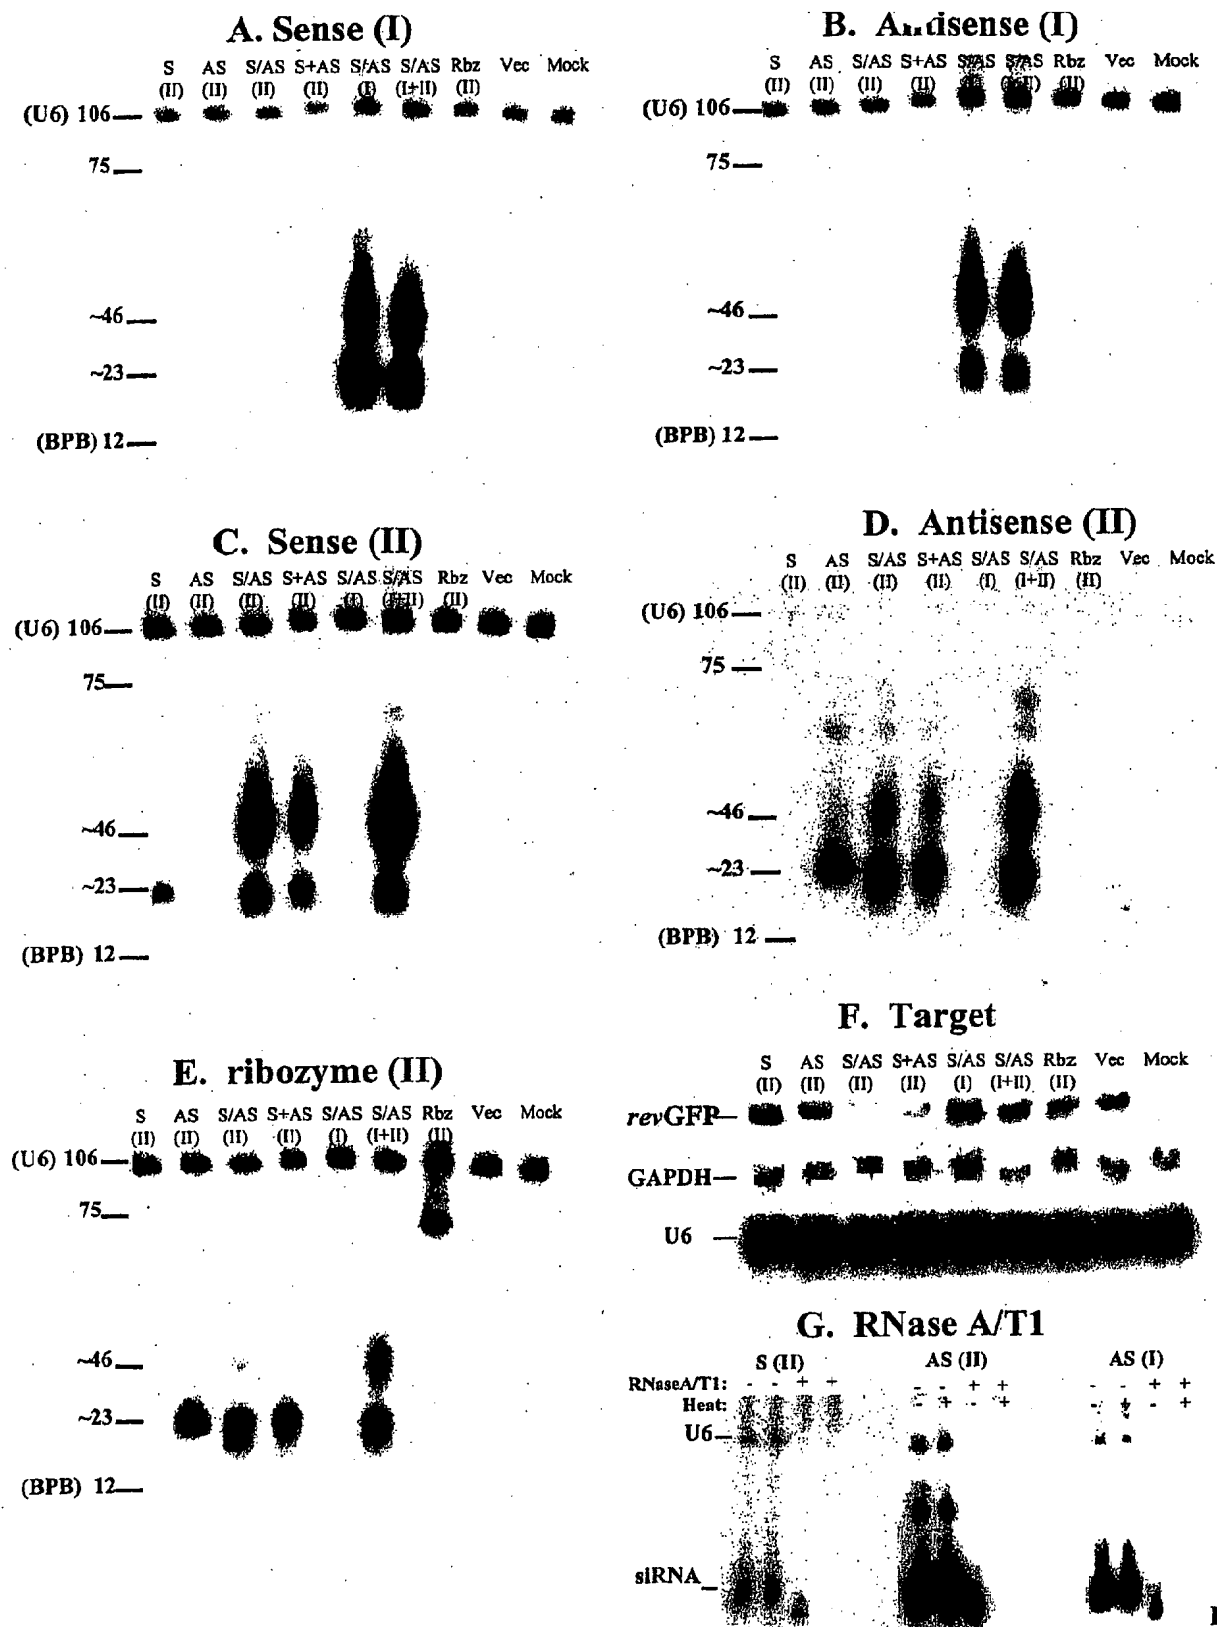 A. Sense (I)
S AS S/AS S+AS S/AS S/AS Rbz Vec Mock
(II) (II) (II) (II) (I) (I+II) (II)
(U6) 106
75
~46
~23
(BPB) 12
B. Antisense (I)
S AS S/AS S+AS S/AS S/AS Rbz Vec Mock
(II) (II) (II) (II) (II)
(U6) 106
75
~46
~23
(BPB) 12
C. Sense (II)
S AS S/AS S+AS S/AS S/AS Rbz Vec Mock
(II) (II) (II) (II) (I) (I+II) (II)
(U6) 106
75
~46
~23
(BPB) 12
D. Antisense (II)
S AS S/AS S+AS S/AS S/AS Rbz Vec Mock
(II) (II) (II) (II) (I) (I+II) (II)
(U6) 106
75
~46
~23
(BPB) 12
E. ribozyme (II)
S AS S/AS S+AS S/AS S/AS Rbz Vec Mock
(II) (II) (II) (II) (I) (I+II) (II)
(U6) 106
75
~46
~23
(BPB) 12
F. Target
S AS S/AS S+AS S/AS S/AS Rbz Vec Mock
(II) (II) (II) (II) (I) (I+II) (II)
revGFP
GAPDH
U6
G. RNase A/T1
S (II) AS (II) AS (I)
RNaseA/T1: - - + + - - + + - - + +
Heat: - + - + - + - +
U6
siRNA